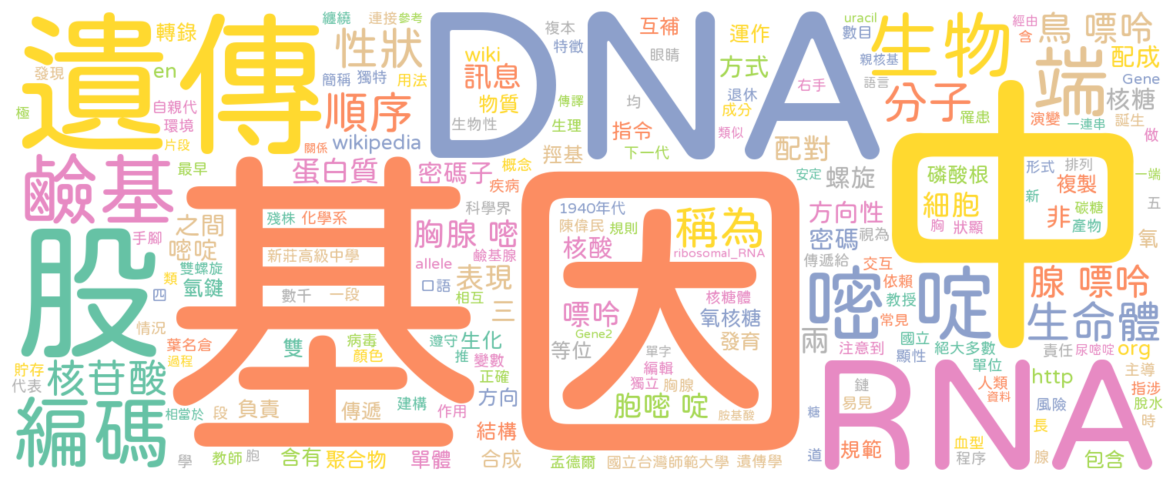 遺傳
DNA
基因
RNA
中
股
生物
端
編碼
嘧 啶
鹼基
性狀
順序
分子
鳥 嘌呤
稱為
腺 嘌呤
生命體
核苷酸
轉錄
纏繞
連接
參考
簡稱
獨特
用法
wiki
訊息
物質
wikipedia
複本
特徵
互補
眼睛
運作
方式
uracil
數目
親核基
語言
經由
含
配成
Gene
核糖
誕生
演變
一連串
做
發現
en
自親代
環境
片段
極
關係
生物性
傳譯
生理
均
指令
下一代
退休
成分
類似
右手
配對
罹患
最早
蛋白質
密碼子
概念
疾病
羥基
安定
螺旋
磷酸根
細胞
胸
狀顯
形式
排列
新
複製
非
碳糖
產物
一端
五
氧
之間
嘧啶
手腳
殘株
化學系
科學界
胸腺 嘧
鹼基腺
1940年代
陳偉民
規則
核酸
ribosomal_RNA
方向性
密碼
視為
傳遞給
交互
依賴
教授
常見
類
雙螺旋
氫鍵
四
新莊高級中學
數千
一段
allele
口語
表現
相互
三
嘌呤
Gene2
核糖體
氧核糖
發育
等位
單字
編輯
獨立
胸腺
胞嘧 啶
胺基酸
兩
注意到
國立
顯性
絕大多數
單位
責任
尿嘧啶
org
主導
情況
葉名倉
過程
貯存
代表
雙
病毒
顏色
遵守
生化
推
變數
正確
方向
人類
資料
http
指涉
脫水
風險
時
長
相當於
段
負責
傳遞
建構
作用
結構
鏈
易見
糖
道
規範
血型
程序
腺
包含
學
教師
胞
含有
聚合物
單體
合成
孟德爾
國立台灣師範大學
遺傳學